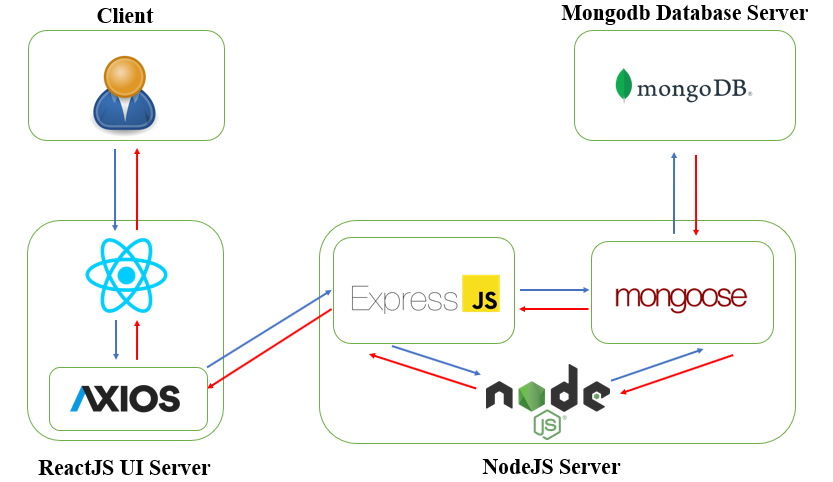 Client
Mongodb Database Server
mongoDB®
Express JS
mongoose
AXIOS
node
JS®
ReactJS UI Server
NodeJS Server